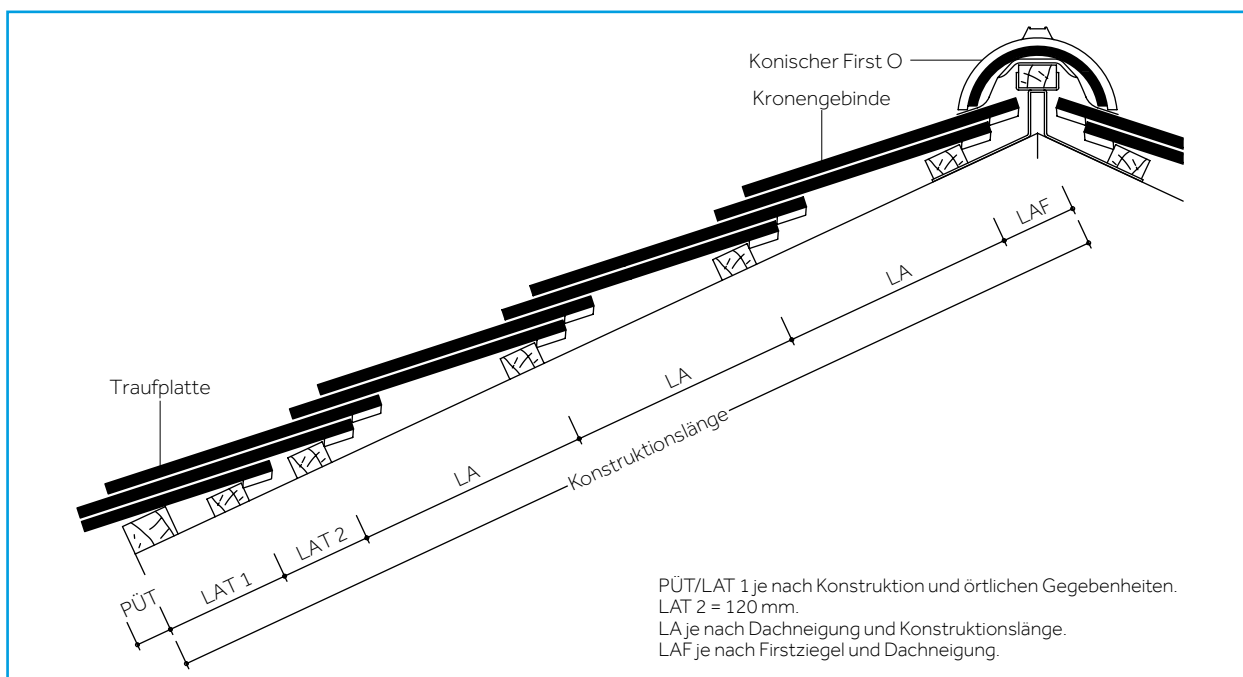 Konischer First O
Kronengebinde
LAF
LA
Traufplatte
LA
Konstruktionslänge
LA
LAT 2
LAT 1
PÜT
PÜT/LAT 1 je nach Konstruktion und örtlichen Gegebenheiten.
LAT 2 = 120 mm.
LA je nach Dachneigung und Konstruktionslänge.
LAF je nach Firstziegel und Dachneigung.